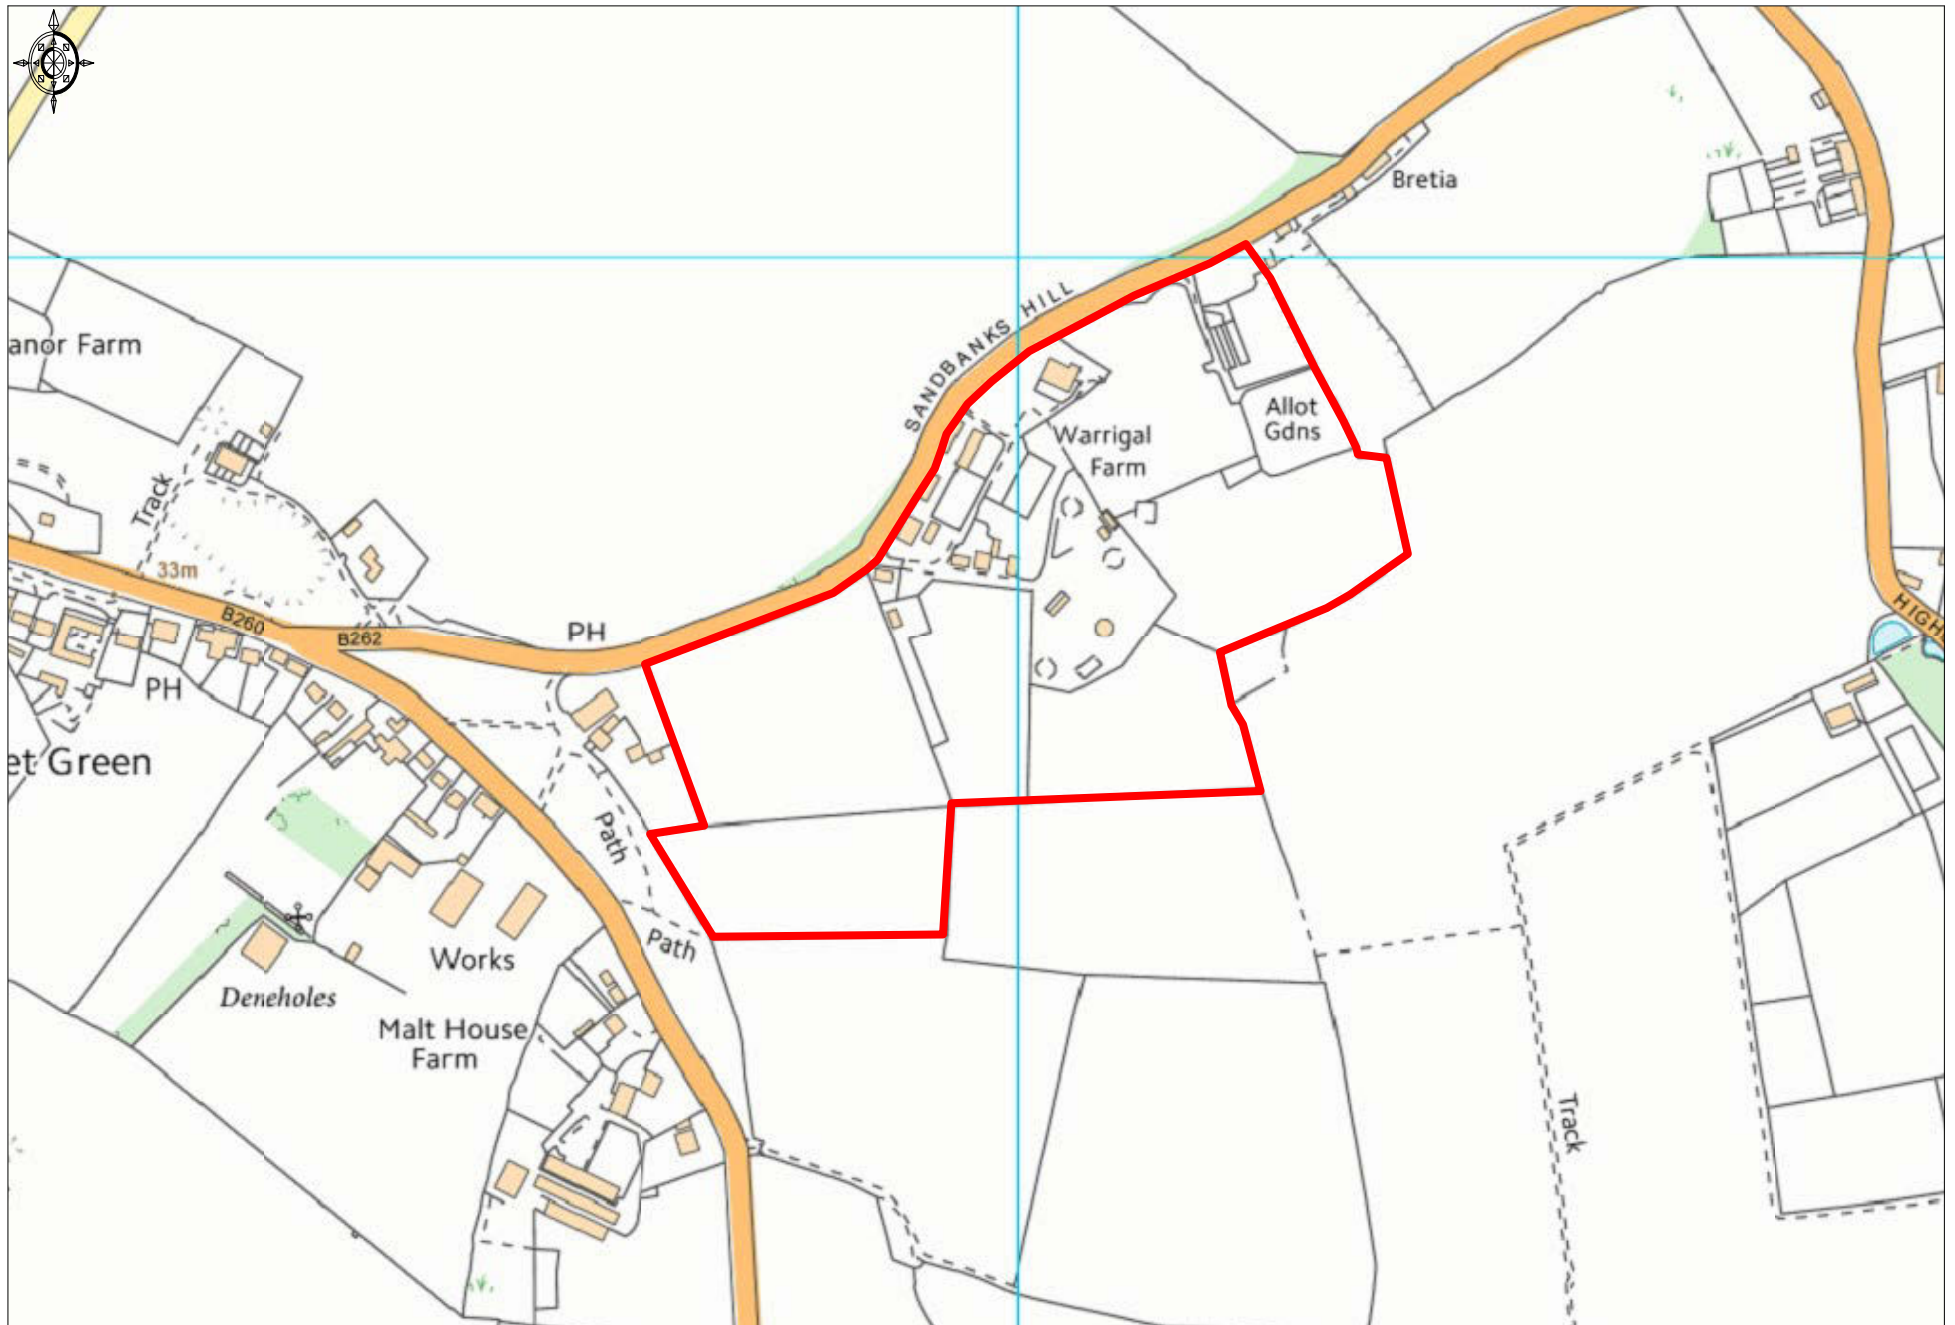 Bretia
SANDBANKS HILL
anor Farm
Allot
Gdns
Warrigal
Farm
Track
33m
B260
B262
PH
HIGH
PH
et Green
Path
Path
Works
Deneholes
Malt House
Farm
Track